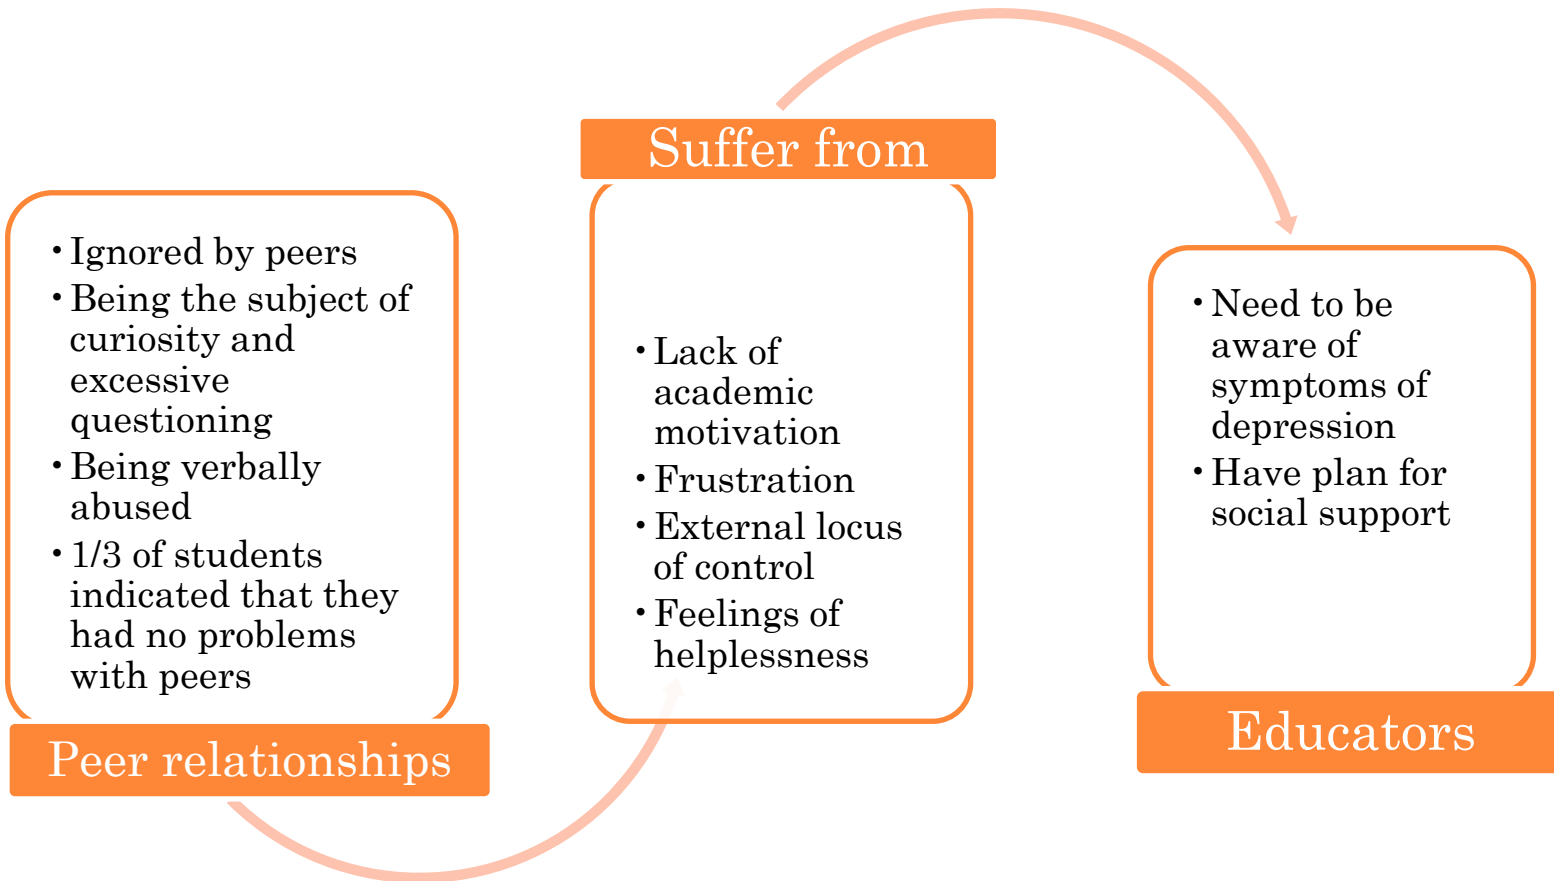 • Ignored by peers
• Being the subject of
curiosity and
excessive
questioning
• Being verbally
abused
• 1/3 of students
indicated that they
had no problems
with peers
Peer relationships
Suffer from
• Lack of
academic
motivation
• Frustration
• External locus
of control
• Feelings of
helplessness
• Need to be
aware of
symptoms of
depression
• Have plan for
social support
Educators